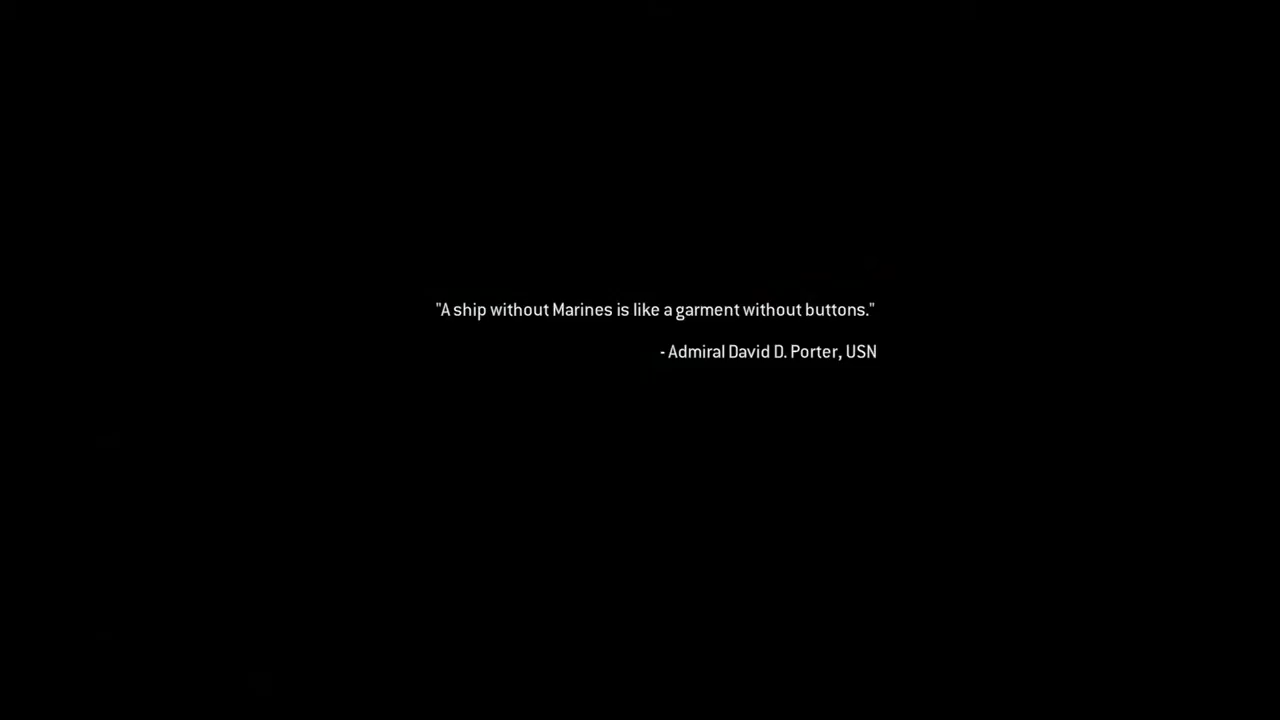 "A ship without Marines is like a garment without buttons."
- Admiral David D. Porter, USN